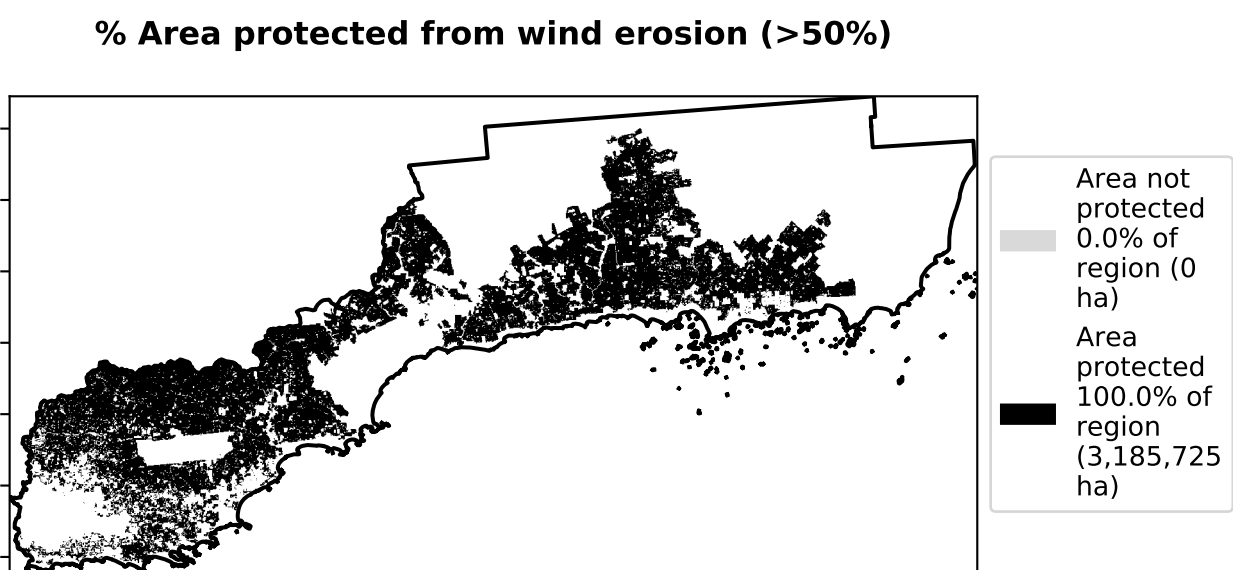 % Area protected from wind erosion (>50%)
Area not
protected
0.0% of
region (0
ha)
Area
protected
100.0% of
region
(3,185,725
ha)